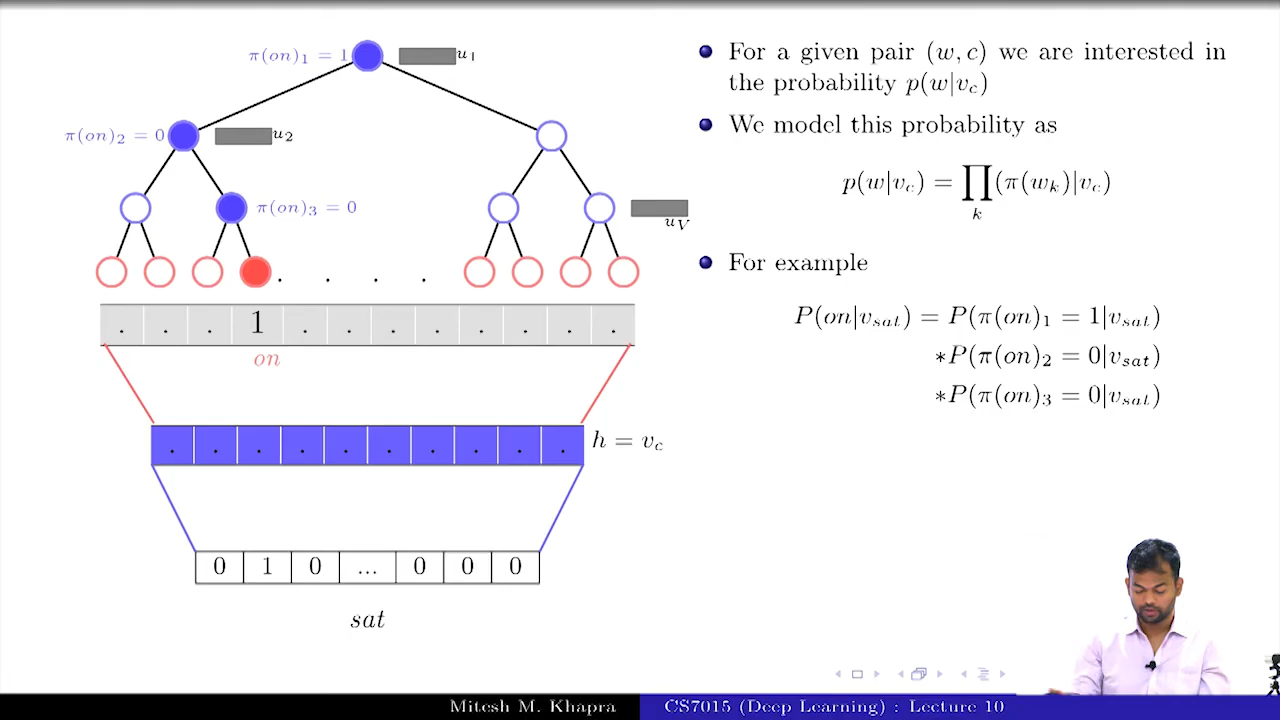 π(on)₁ = 1
u₁
π(on)₂ = 0
u₂
π(on)₃ = 0
u_V
. . . .
. . . 1 . . . . . . . .
on
. . . . . . . . . .
h = v_c
0 1 0 ... 0 0 0
sat
For a given pair (w, c) we are interested in
the probability p(w|v_c)
We model this probability as
p(w|v_c) = ∏_k (π(w_k)|v_c)
For example
P(on|v_sat) = P(π(on)₁ = 1|v_sat)
∗P(π(on)₂ = 0|v_sat)
∗P(π(on)₃ = 0|v_sat)
Mitesh M. Khapra
CS7015 (Deep Learning) : Lecture 10